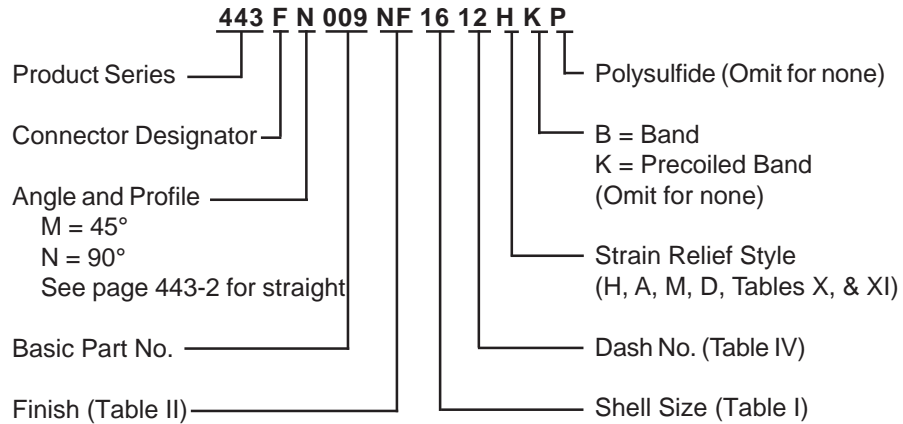 443 F N 009 NF 16 12 H K P
Product Series
Connector Designator
Angle and Profile
M = 45°
N = 90°
See page 443-2 for straight
Basic Part No.
Finish (Table II)
Polysulfide (Omit for none)
B = Band
K = Precoiled Band
(Omit for none)
Strain Relief Style
(H, A, M, D, Tables X, & XI)
Dash No. (Table IV)
Shell Size (Table I)